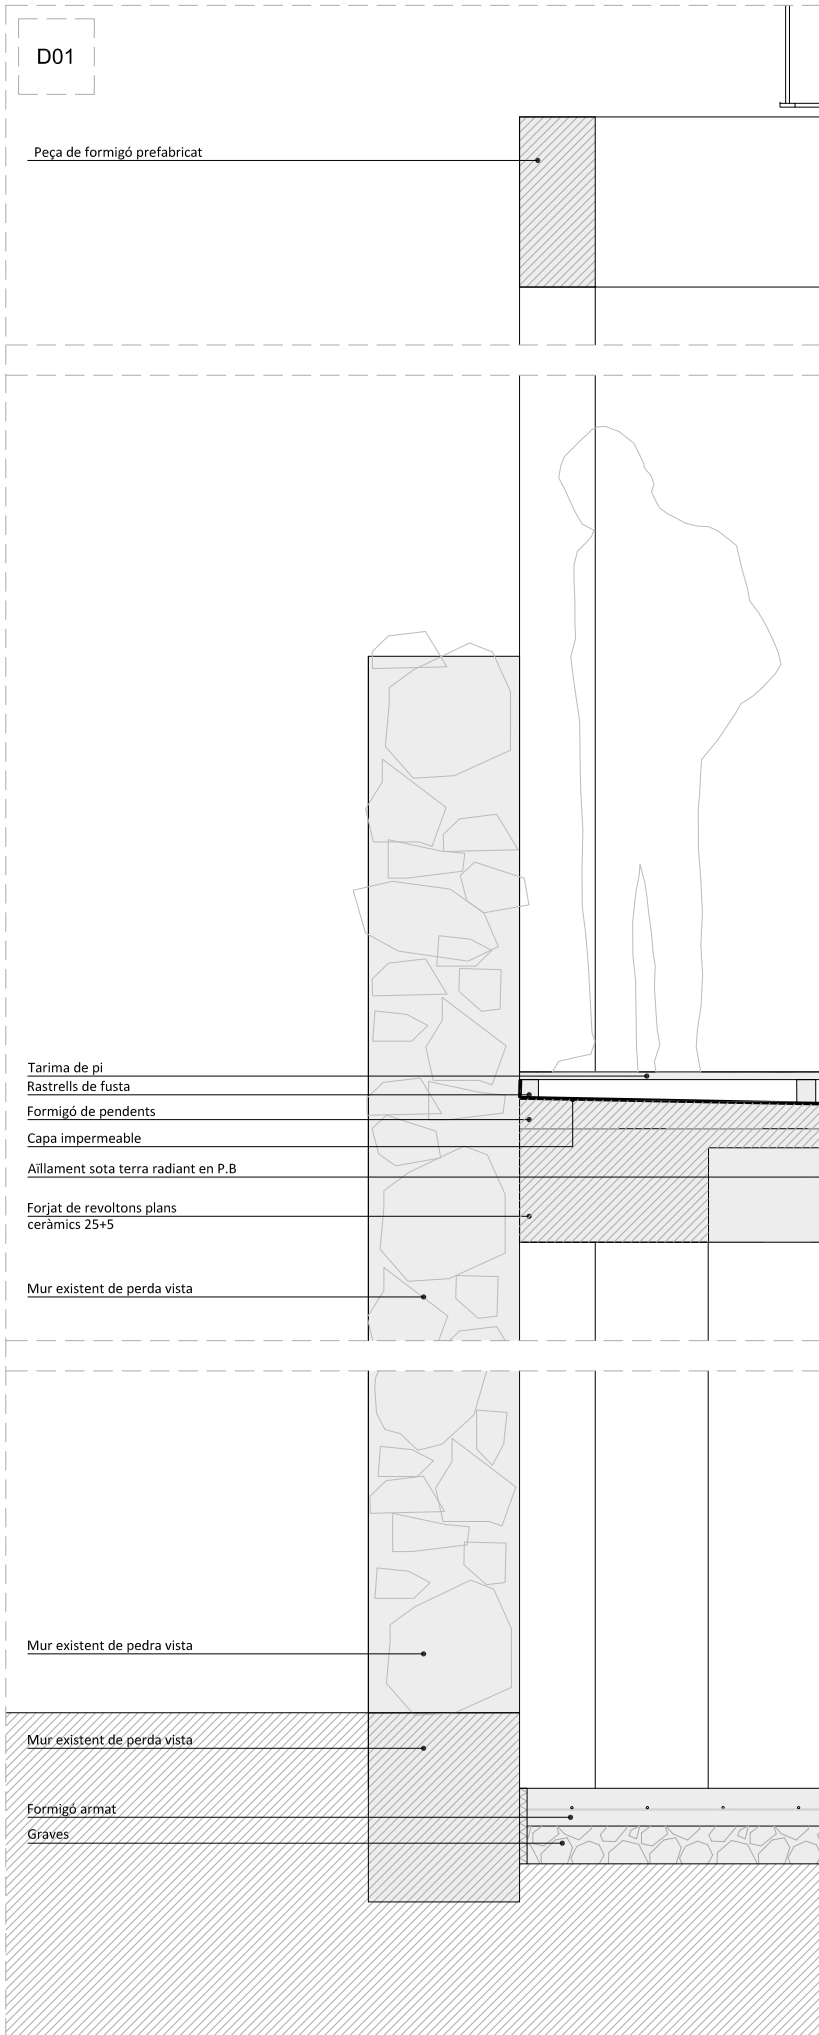 D01
Peça de formigó prefabricat
Tarima de pi
Rastrells de fusta
Formigó de pendents
Capa impermeable
Aïllament sota terra radiant en P.B
Forjat de revoltons plans
ceràmics 25+5
Mur existent de perda vista
Mur existent de pedra vista
Mur existent de perda vista
Formigó armat
Graves